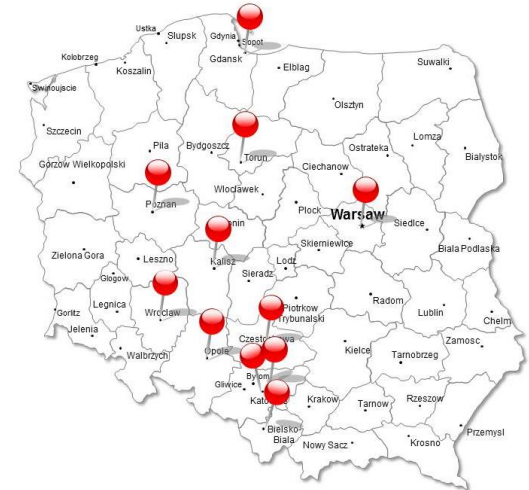 Ustka
Slupsk
Gdynia
Sopot
Gdansk
Elblag
Suwalki
Kolobrzeg
Koszalin
Swinoujscie
Olsztyn
Szczecin
Pila
Bydgoszcz
Torun
Ostrateka
Lomza
Bialystok
Gorzow Wielkopolski
Ciechanow
Wloclawek
Poznan
Plock
Warsaw
Siedlce
Skierniewice
Biala Podlaska
Zielona Gora
Leszno
Kalisz
Lodz
Sieradz
Glogow
Gorlitz
Legnica
Wroclaw
Piotrkow
Trybunalski
Radom
Lublin
Chelm
Jelenia
Walbrzych
Opole
Kielce
Tarnobrzeg
Zamosc
Gliwice
Krakow
Tarnow
Rzeszow
Bielsko-
Biala
Nowy Sacz
Krosno
Przemysl